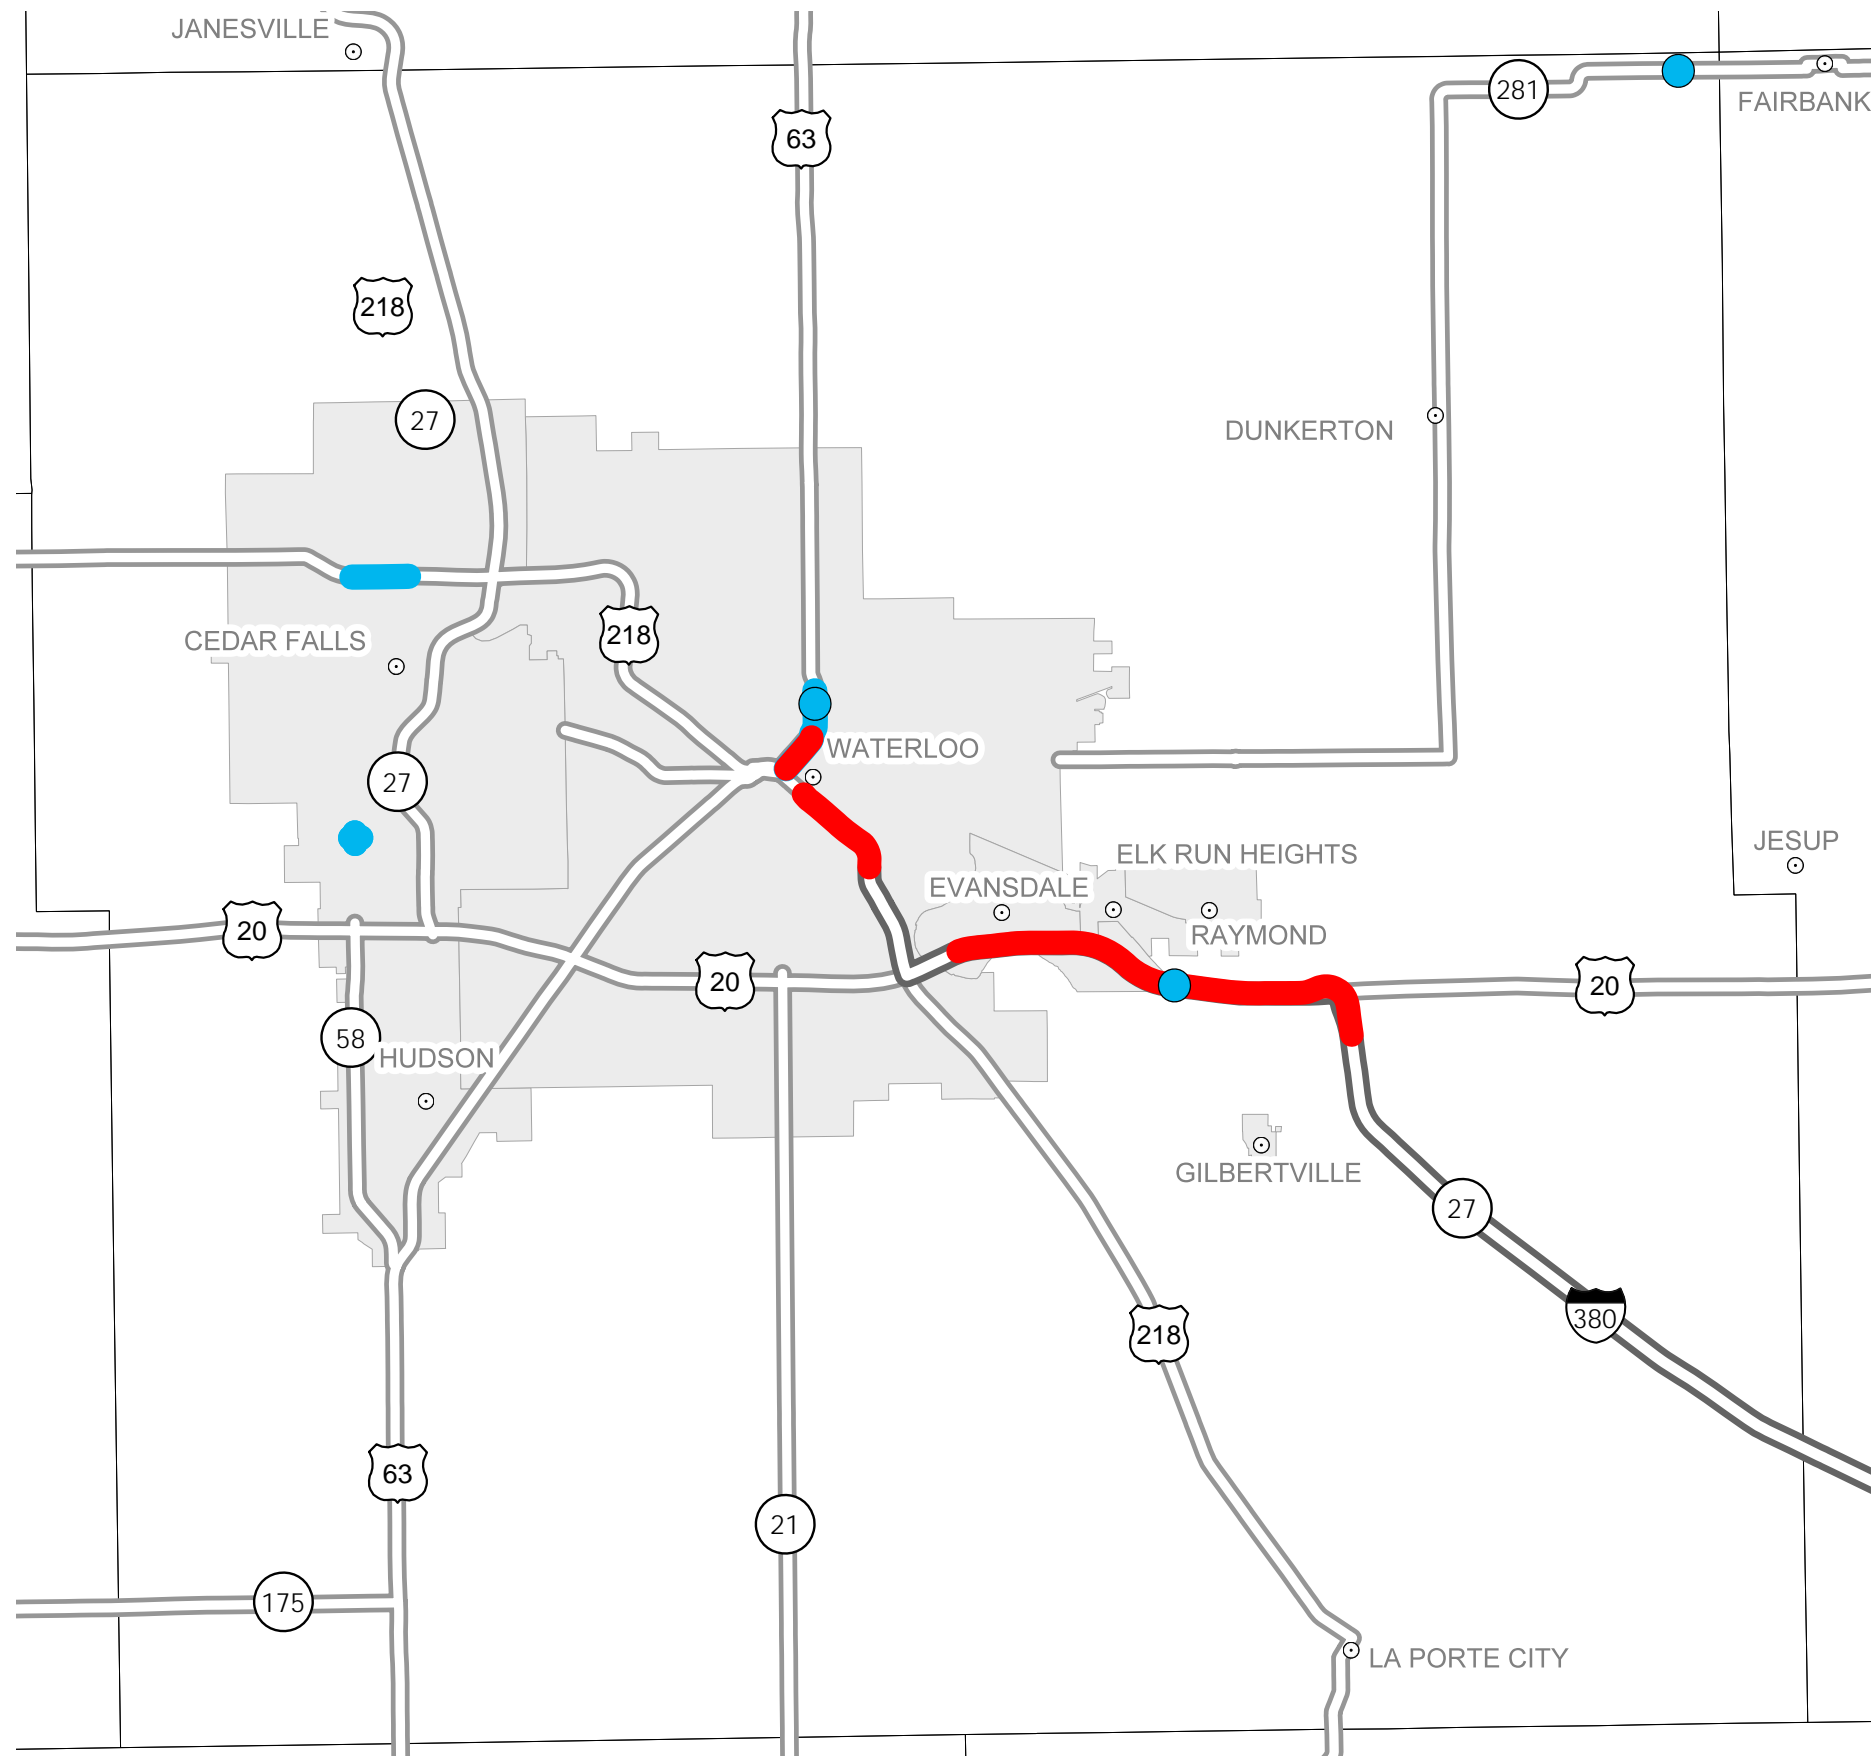 JANESVILLE
63
281
FAIRBANK
218
27
DUNKERTON
218
CEDAR FALLS
WATERLOO
27
JESUP
ELK RUN HEIGHTS
EVANSDALE
20
RAYMOND
20
20
58
HUDSON
GILBERTVILLE
27
380
218
63
21
175
LA PORTE CITY